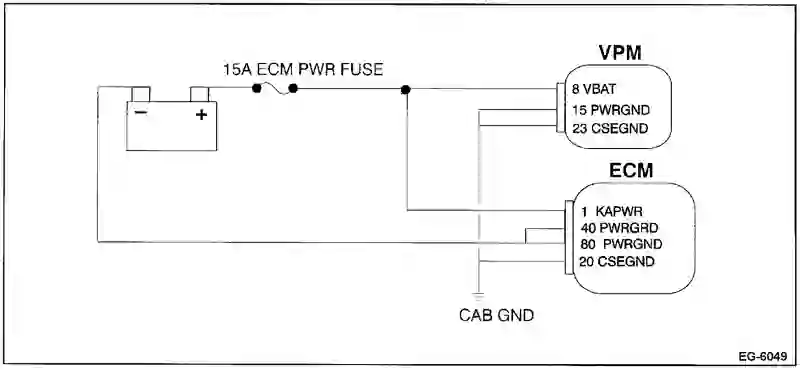 VPM
15A ECM PWR FUSE
8 VBAT
15 PWRGND
23 CSEGND
− +
ECM
1 KAPWR
40 PWRGRD
80 PWRGND
20 CSEGND
CAB GND
EG-6049